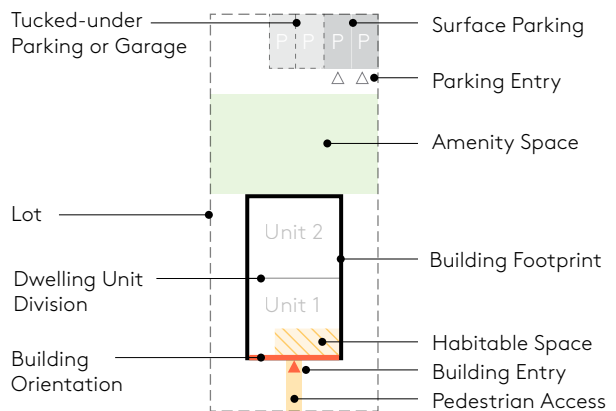 Tucked-under
Parking or Garage
P P P P
Surface Parking
Parking Entry
Amenity Space
Lot
Unit 2
Building Footprint
Dwelling Unit
Division
Unit 1
Habitable Space
Building
Orientation
Building Entry
Pedestrian Access